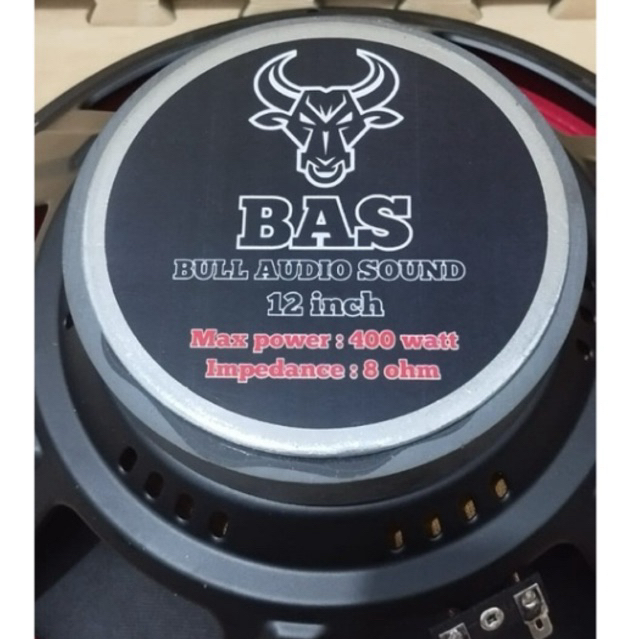 BAS
BULL AUDIO SOUND
12 inch
Max power : 400 watt
Impedance : 8 ohm